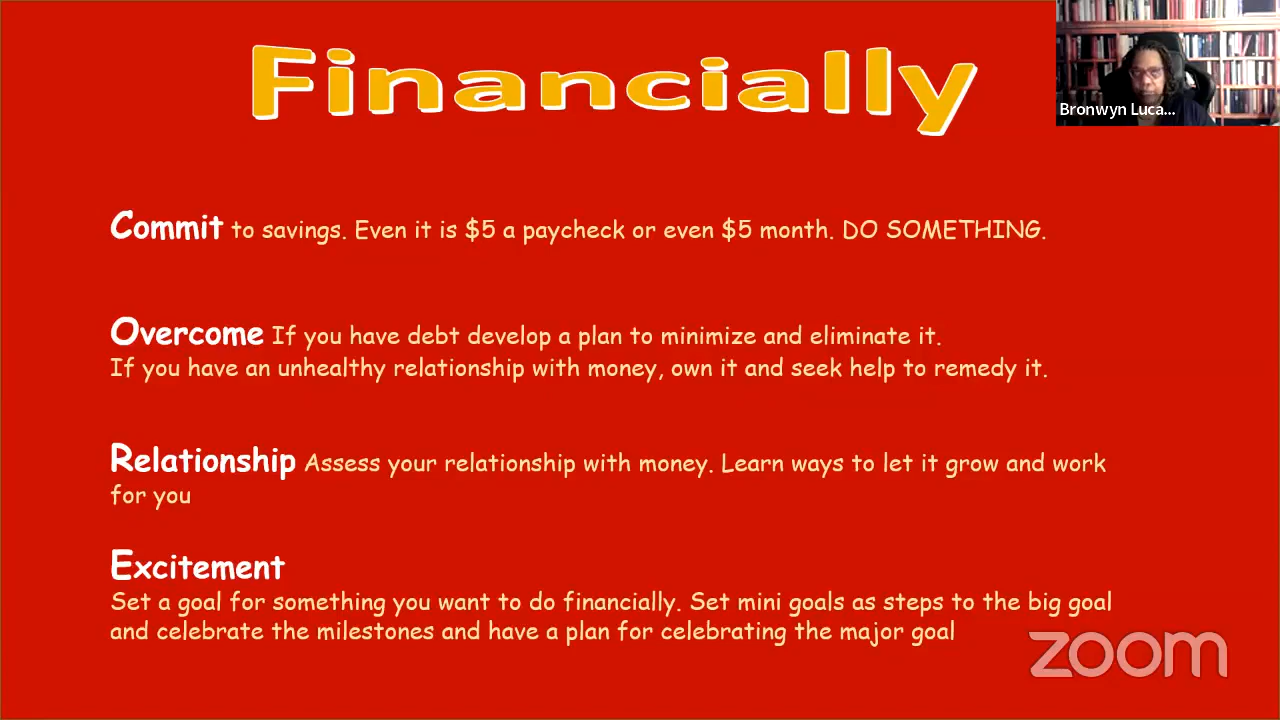 Financially
Bronwyn Luca...
Commit to savings. Even it is $5 a paycheck or even $5 month. DO SOMETHING.
Overcome If you have debt develop a plan to minimize and eliminate it.
If you have an unhealthy relationship with money, own it and seek help to remedy it.
Relationship Assess your relationship with money. Learn ways to let it grow and work
for you
Excitement
Set a goal for something you want to do financially. Set mini goals as steps to the big goal
and celebrate the milestones and have a plan for celebrating the major goal
zoom